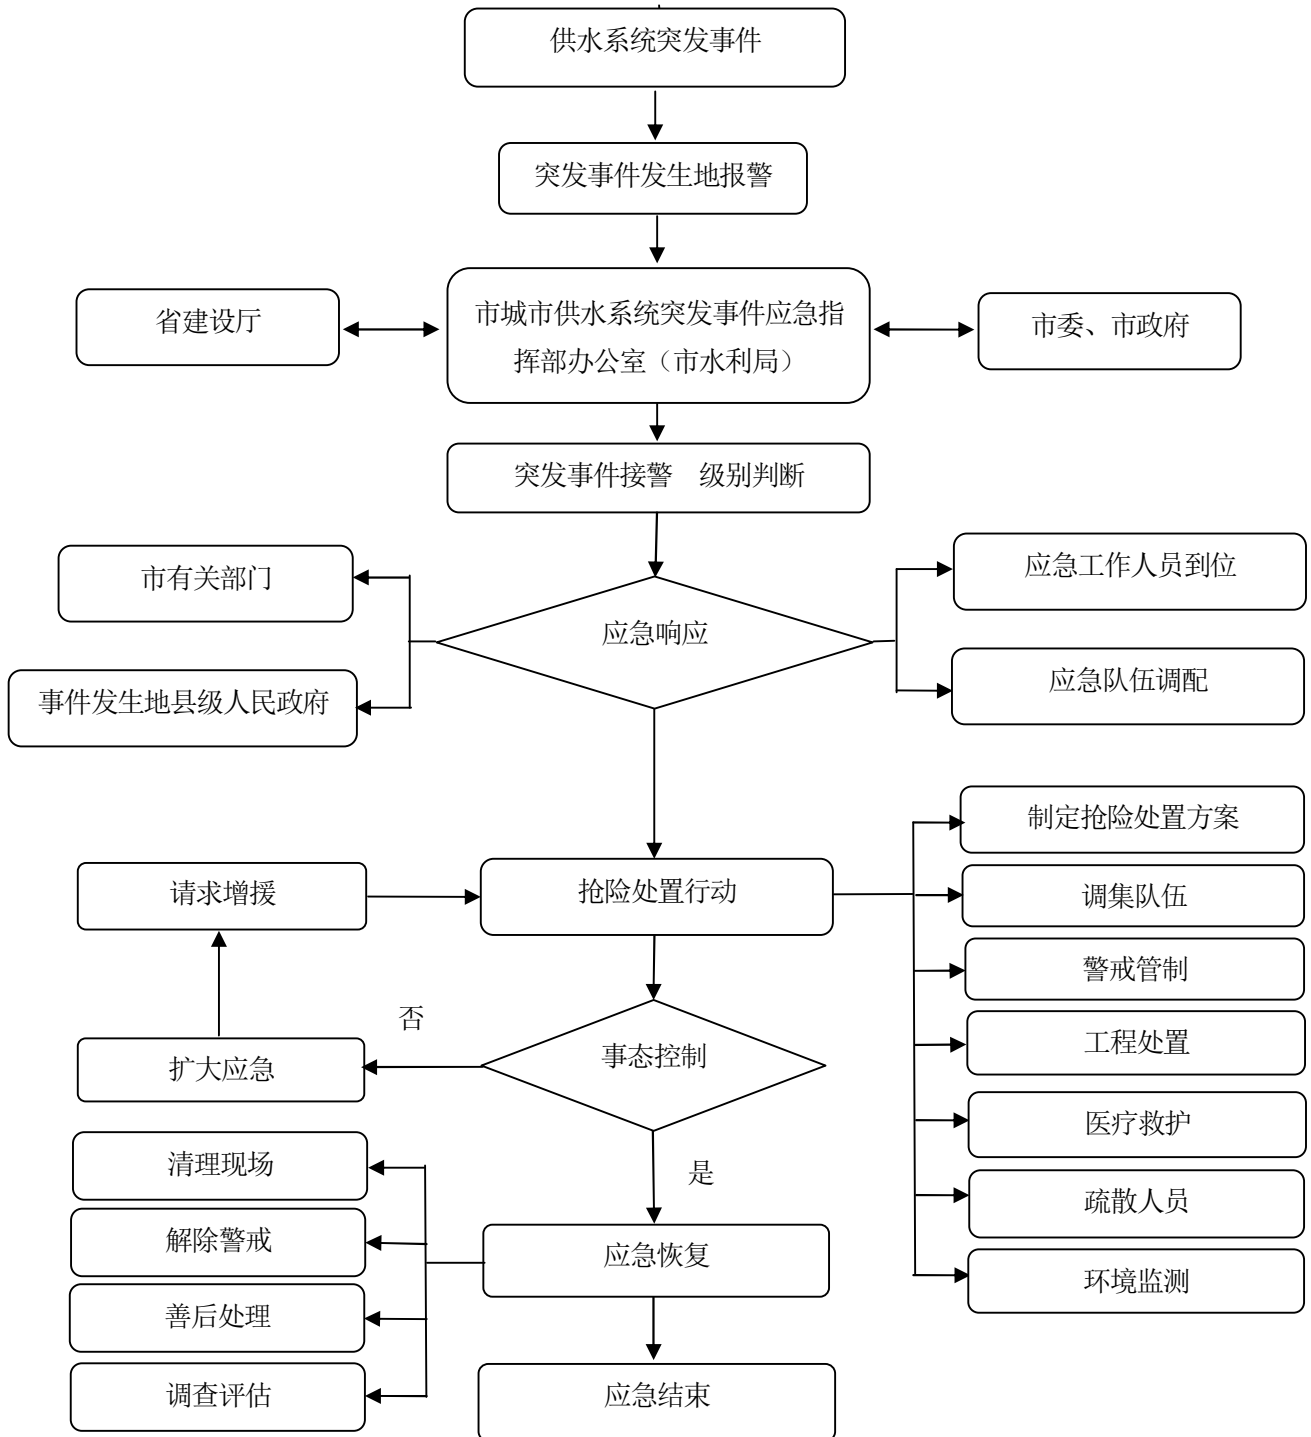 供水系统突发事件
突发事件发生地报警
省建设厅
市城市供水系统突发事件应急指
挥部办公室（市水利局）
市委、市政府
突发事件接警　级别判断
市有关部门
事件发生地县级人民政府
应急响应
应急工作人员到位
应急队伍调配
请求增援
抢险处置行动
制定抢险处置方案
调集队伍
警戒管制
工程处置
医疗救护
疏散人员
环境监测
否
扩大应急
事态控制
是
清理现场
解除警戒
善后处理
调查评估
应急恢复
应急结束